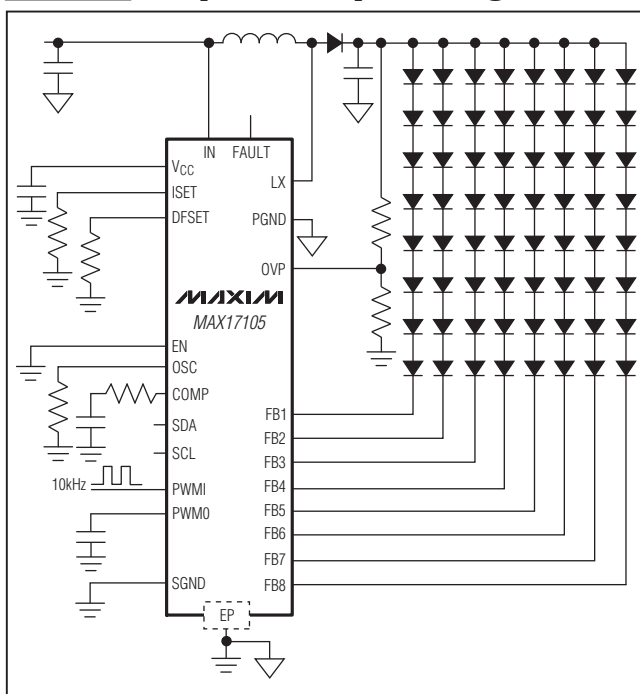 IN
FAULT
VCC
ISET
DFSET
LX
PGND
OVP
MAXIM
MAX17105
EN
OSC
COMP
SDA
SCL
10kHz
PWMI
PWM0
SGND
EP
FB1
FB2
FB3
FB4
FB5
FB6
FB7
FB8